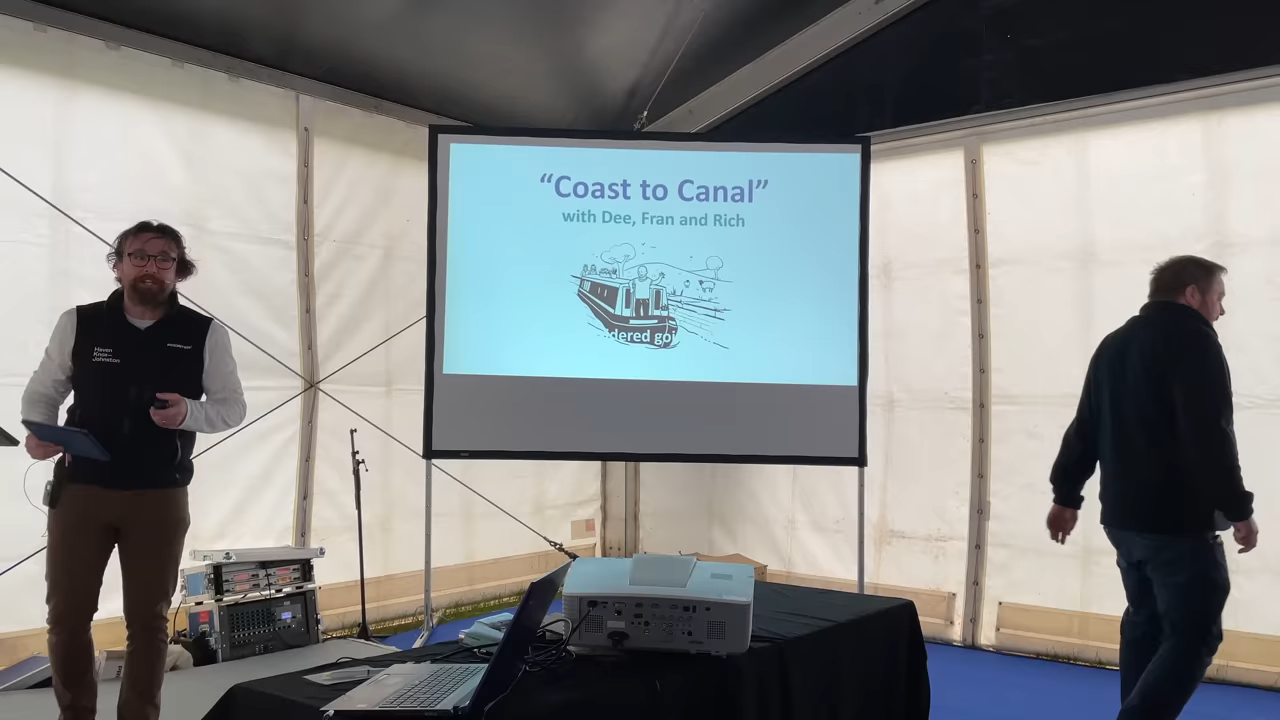 “Coast to Canal”
with Dee, Fran and Rich
dered go
Haven
Knox—
Johnston